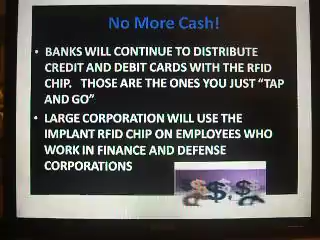 No More Cash!
• BANKS WILL CONTINUE TO DISTRIBUTE
CREDIT AND DEBIT CARDS WITH THE RFID
CHIP. THOSE ARE THE ONES YOU JUST "TAP
AND GO"
• LARGE CORPORATION WILL USE THE
IMPLANT RFID CHIP ON EMPLOYEES WHO
WORK IN FINANCE AND DEFENSE
CORPORATIONS